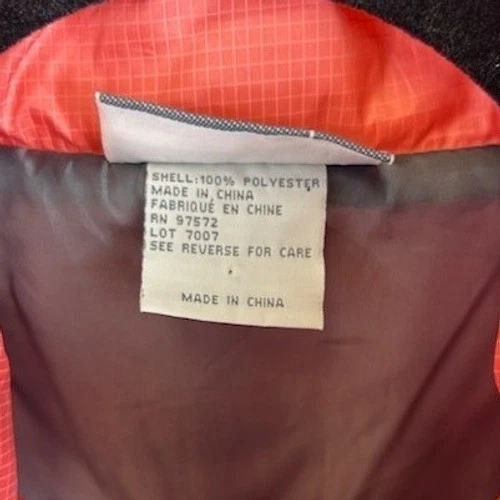 SHELL:100% POLYESTER
MADE IN CHINA
FABRIQUÉ EN CHINE
RN 97572
LOT 7007
SEE REVERSE FOR CARE
MADE IN CHINA